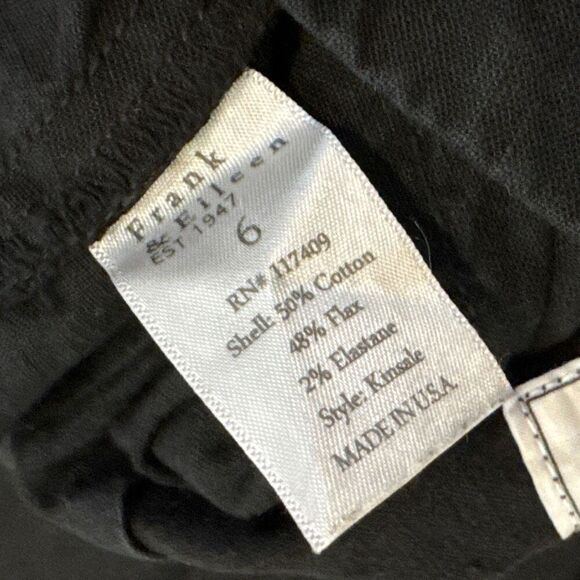 Frank
& Eileen
EST 1947
6
RN# 117409
Shell: 50% Cotton
48% Flax
2% Elastane
Style: Kinsale
MADE IN USA